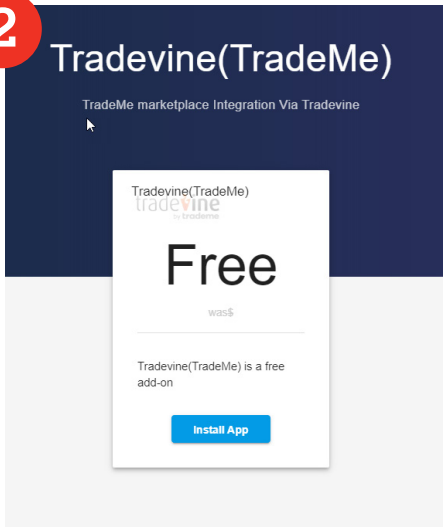 2
Tradevine(TradeMe)
TradeMe marketplace Integration Via Tradevine
Tradevine(TradeMe)
tradevine
by trademe
Free
was$
Tradevine(TradeMe) is a free
add-on
Install App